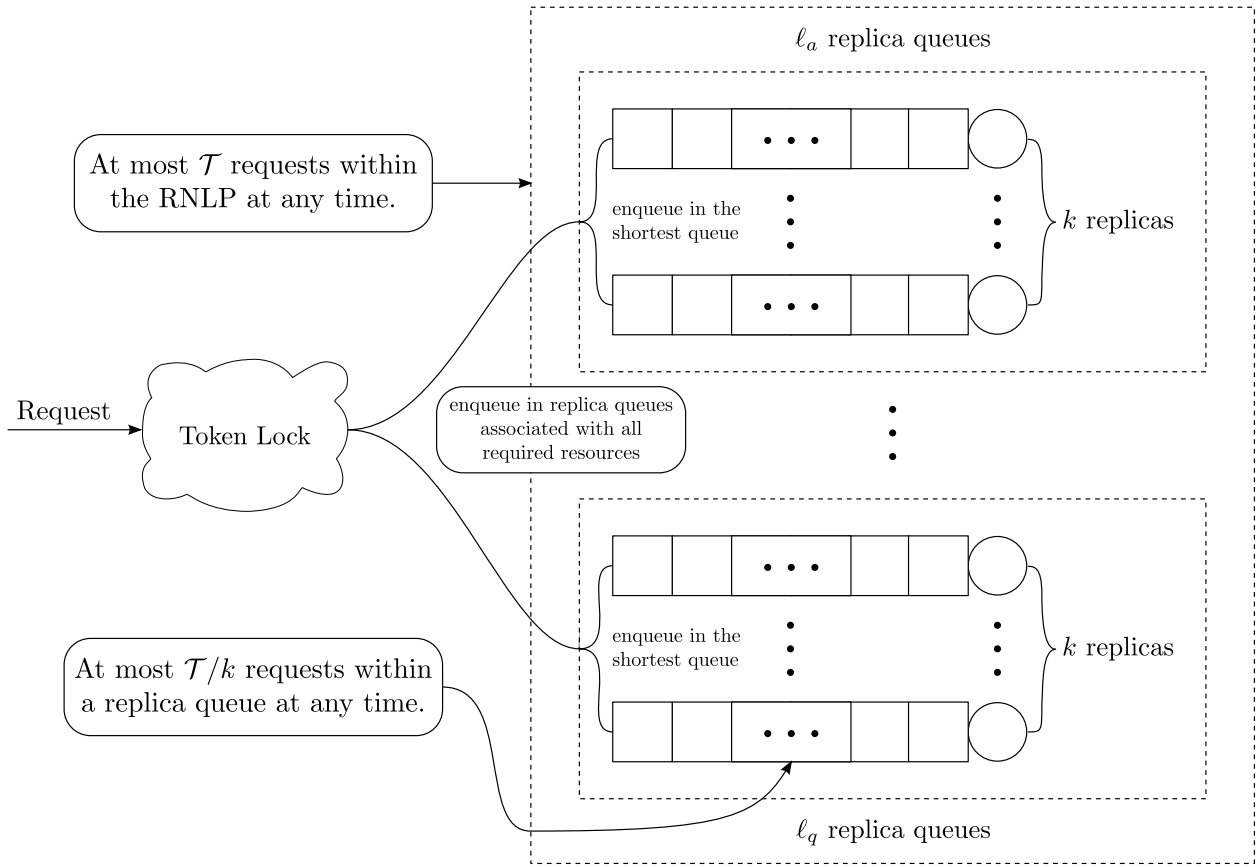 ℓa replica queues
At most 𝒯 requests within
the RNLP at any time.
enqueue in the
shortest queue
k replicas
Request
Token Lock
enqueue in replica queues
associated with all
required resources
enqueue in the
shortest queue
k replicas
At most 𝒯/k requests within
a replica queue at any time.
ℓq replica queues